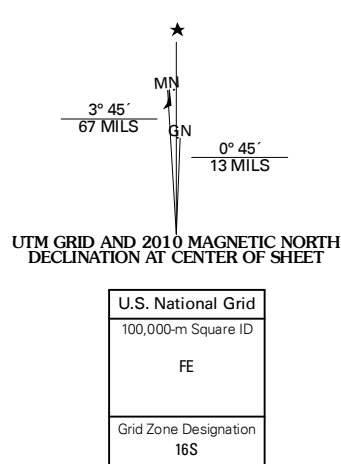 MN
3° 45´
67 MILS
GN
0° 45´
13 MILS
UTM GRID AND 2010 MAGNETIC NORTH
DECLINATION AT CENTER OF SHEET
U.S. National Grid
100,000-m Square ID
FE
Grid Zone Designation
16S